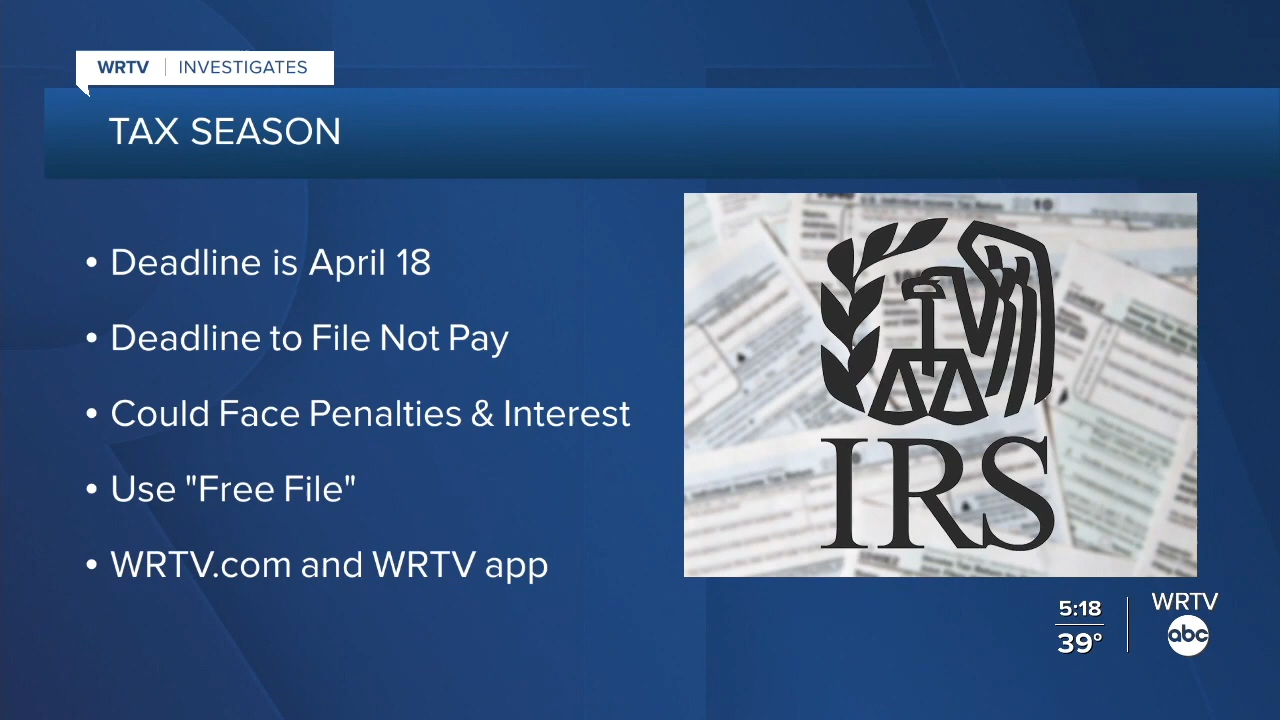 WRTV | INVESTIGATES
TAX SEASON
• Deadline is April 18
• Deadline to File Not Pay
• Could Face Penalties & Interest
• Use "Free File"
• WRTV.com and WRTV app
IRS
5:18
39°
WRTV
abc